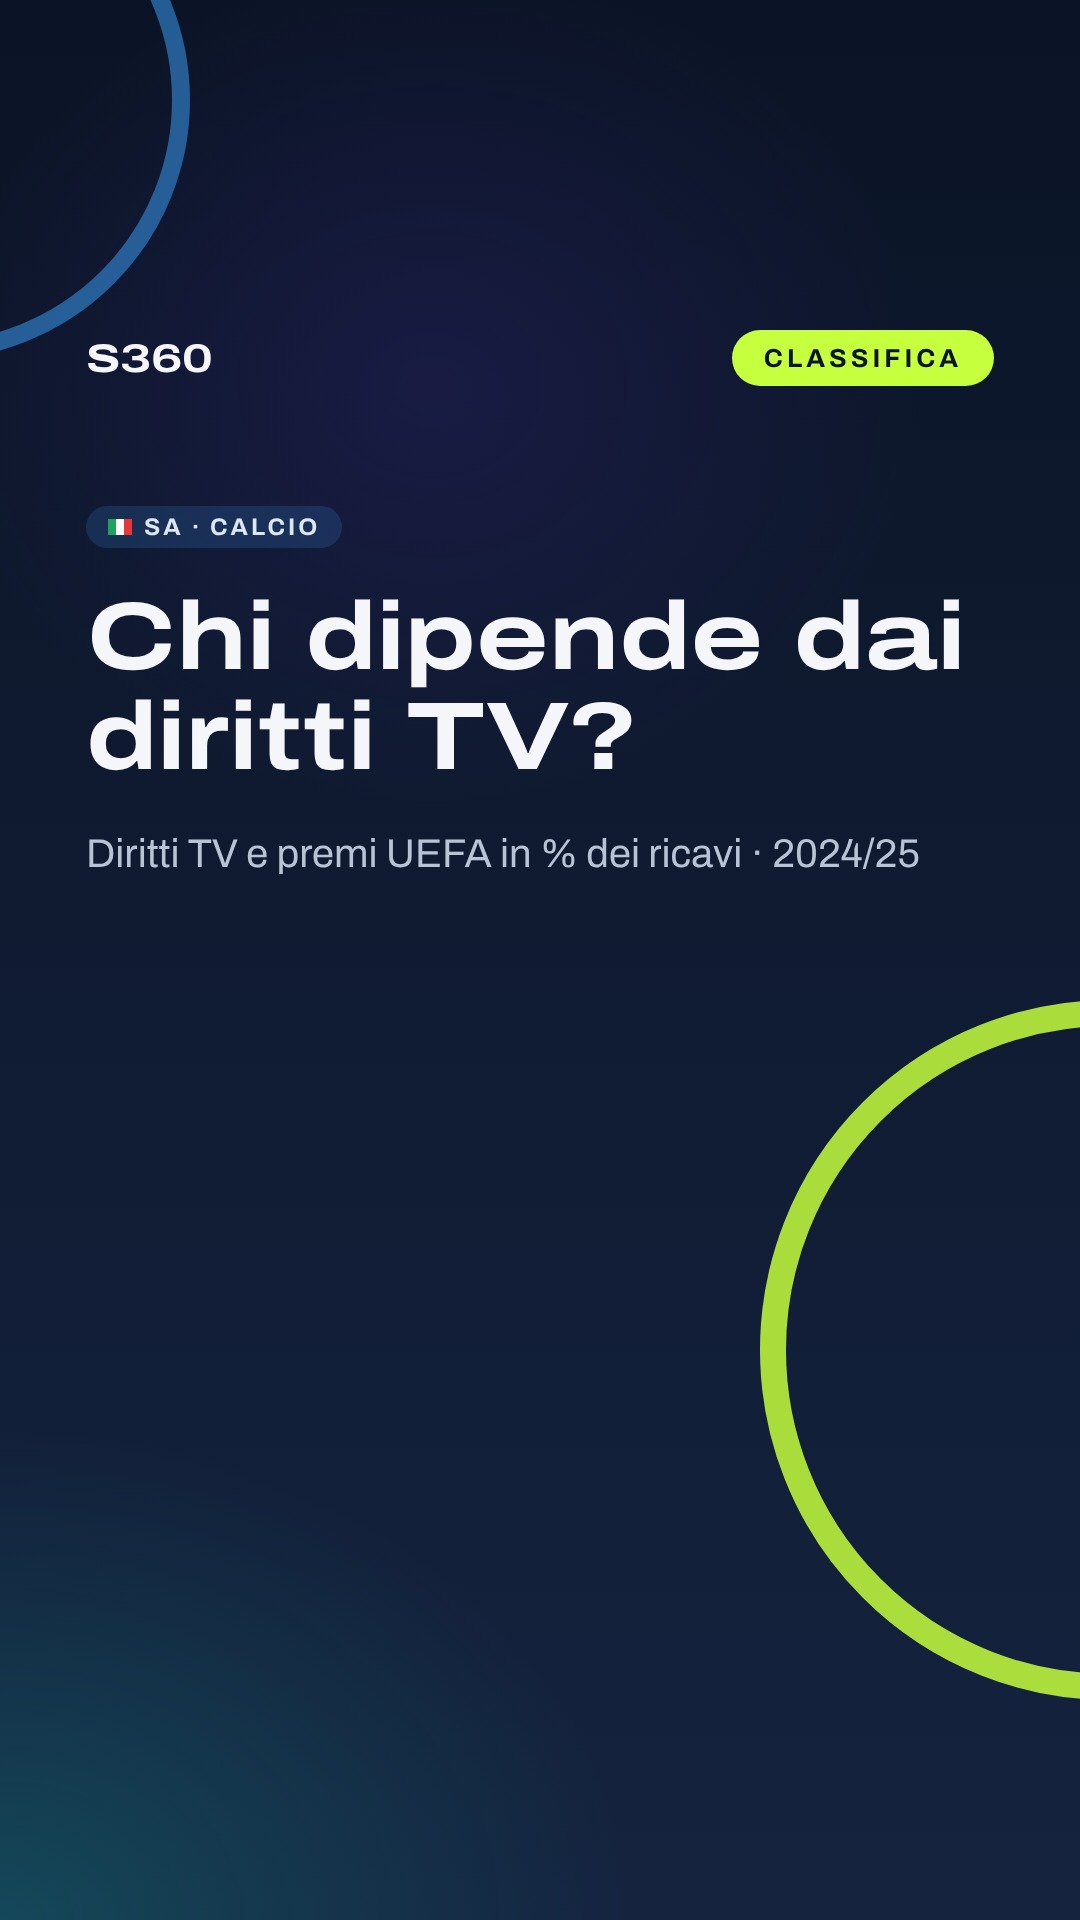 S360
CLASSIFICA
SA · CALCIO
Chi dipende dai
diritti TV?
Diritti TV e premi UEFA in % dei ricavi · 2024/25